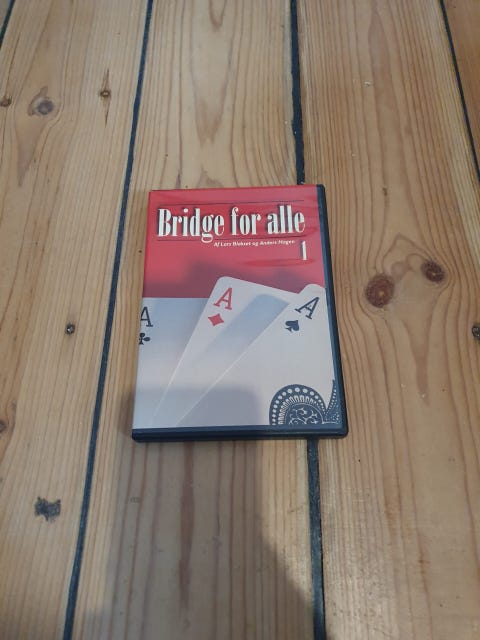 Bridge for alle
Af Lars Blakset og Anders Hagen
1
A
A
A